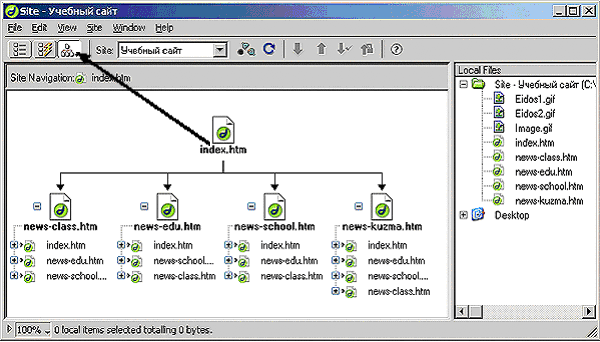 Site - Учебный сайт
File Edit View Site Window Help
Site: Учебный сайт
Site Navigation: index.htm
index.htm
news-class.htm news-edu.htm news-school.htm news-kuzma.htm
index.htm index.htm index.htm index.htm
news-edu.htm news-school.... news-edu.htm news-edu.htm
news-school.... news-class.htm news-class.htm news-school....
news-class.htm
Local Files
Site - Учебный сайт (C:\
Eidos1.gif
Eidos2.gif
Image.gif
index.htm
news-class.htm
news-edu.htm
news-school.htm
news-kuzma.htm
Desktop
100% 0 local items selected totalling 0 bytes.